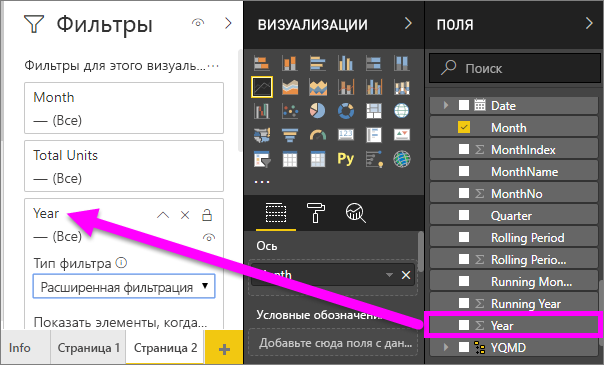 Фильтры
Фильтры для этого визуаль...
Month
— (Все)
Total Units
— (Все)
Year
— (Все)
Тип фильтра
Расширенная фильтрация
Показать элементы, когда...
Info
Страница 1
Страница 2
+
ВИЗУАЛИЗАЦИИ
R
Py
...
Ось
Month
Условные обозначени
Добавьте сюда поля с дан...
ПОЛЯ
Поиск
Date
Month
MonthIndex
MonthName
MonthNo
Quarter
Rolling Period
Rolling Perio...
Running Mon...
Running Year
Year
YQMD